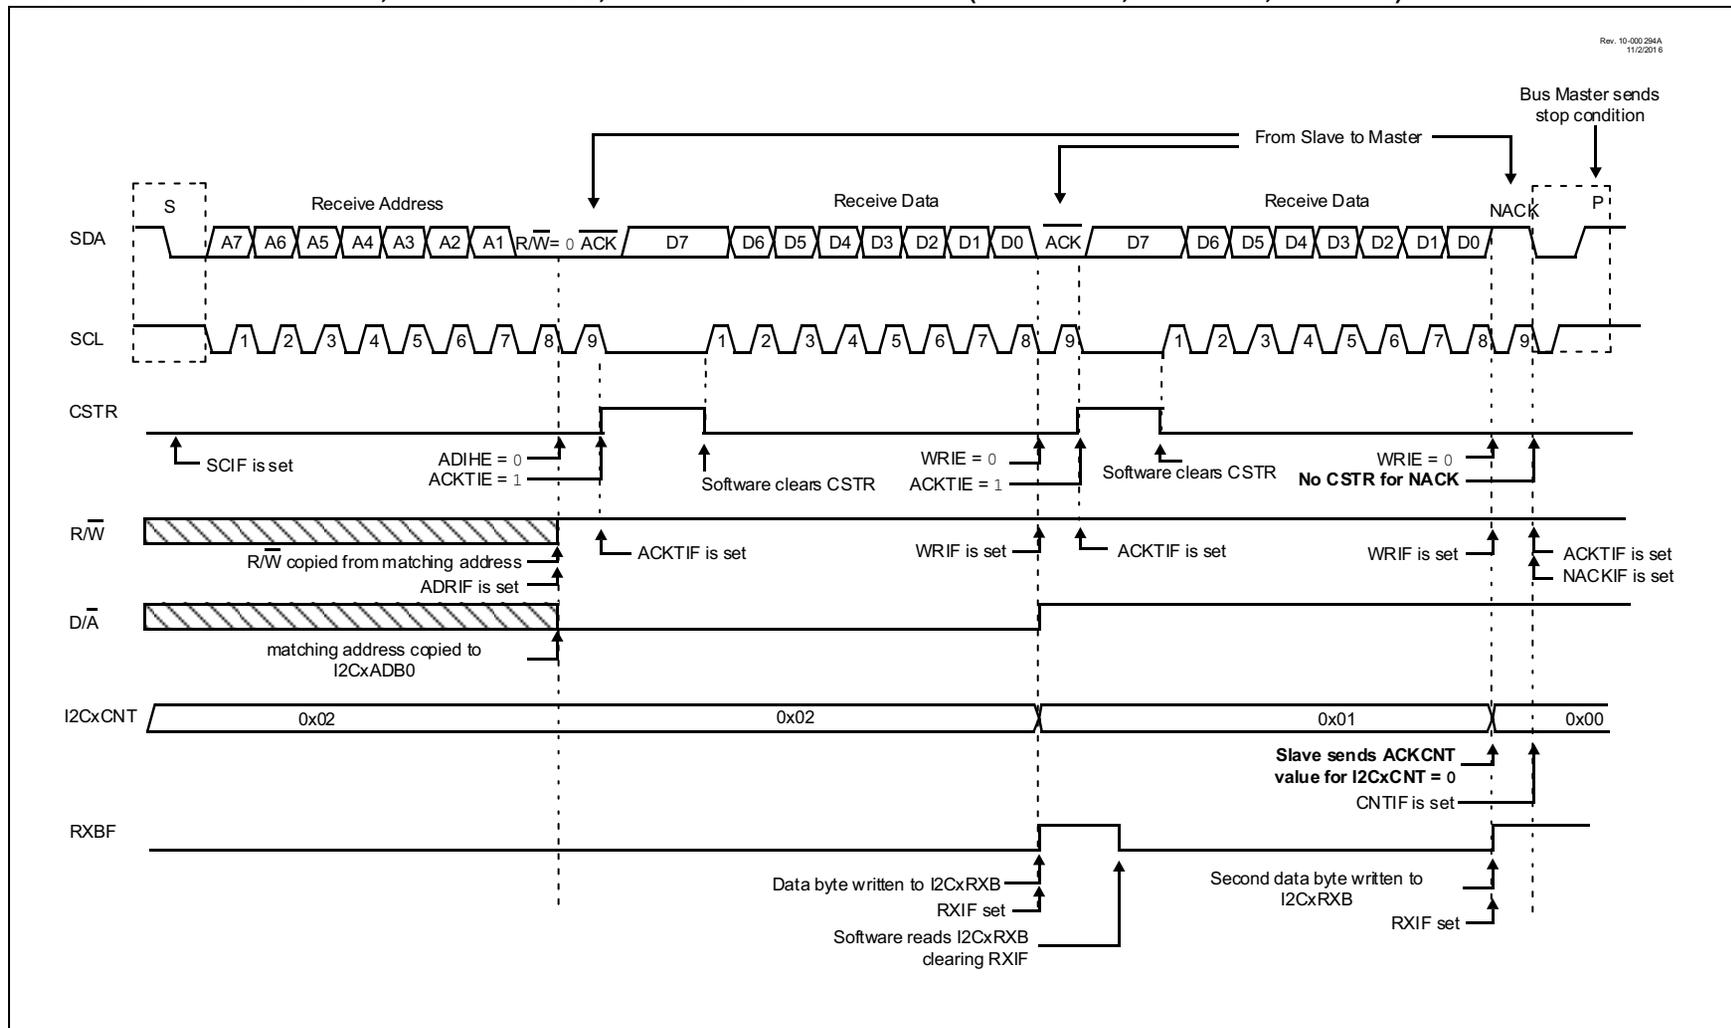 Rev. 10-000 294A
11/2/2016
Bus Master sends
stop condition
From Slave to Master
S
Receive Address
Receive Data
Receive Data
NACK
P
SDA
A7 A6 A5 A4 A3 A2 A1 R/W̅= 0 A̅C̅K̅ D7 D6 D5 D4 D3 D2 D1 D0 A̅C̅K̅ D7 D6 D5 D4 D3 D2 D1 D0
SCL
1 2 3 4 5 6 7 8 9 1 2 3 4 5 6 7 8 9 1 2 3 4 5 6 7 8 9
CSTR
SCIF is set
ADIHE = 0
ACKTIE = 1
Software clears CSTR
WRIE = 0
ACKTIE = 1
Software clears CSTR
WRIE = 0
No CSTR for NACK
R/W̅
R/W̅ copied from matching address
ADRIF is set
ACKTIF is set
WRIF is set
ACKTIF is set
WRIF is set
ACKTIF is set
NACKIF is set
D/A̅
matching address copied to
I2CxADB0
I2CxCNT
0x02 0x02 0x01 0x00
Slave sends ACKCNT
value for I2CxCNT = 0
CNTIF is set
RXBF
Data byte written to I2CxRXB
RXIF set
Software reads I2CxRXB
clearing RXIF
Second data byte written to
I2CxRXB
RXIF set